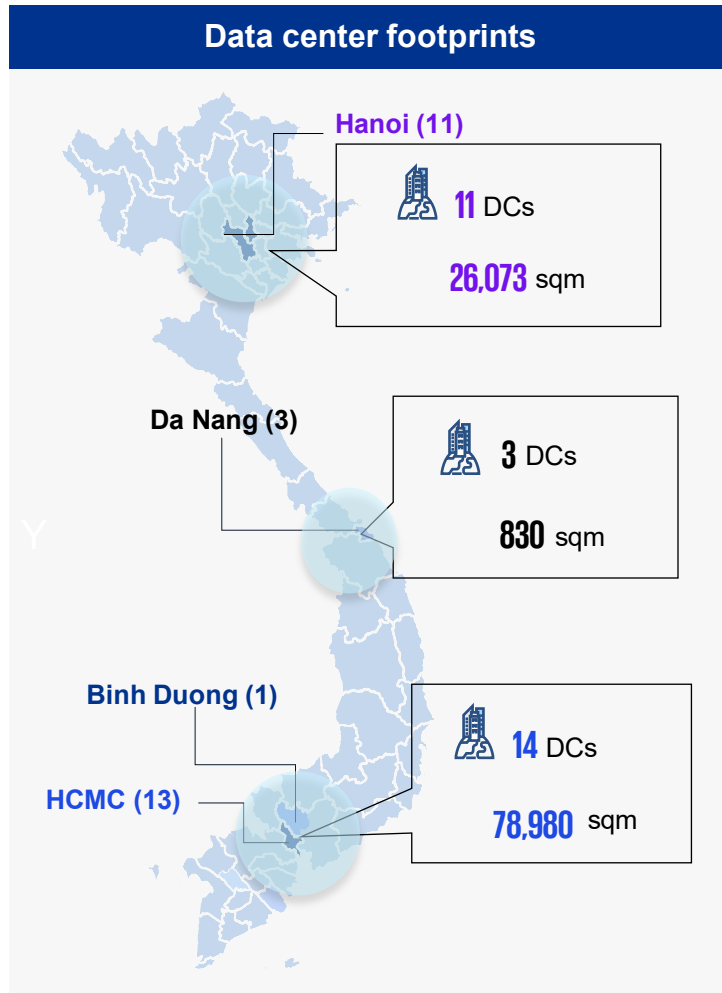 Data center footprints
Hanoi (11)
11 DCs
26,073 sqm
Da Nang (3)
3 DCs
830 sqm
Y
Binh Duong (1)
14 DCs
HCMC (13)
78,980 sqm